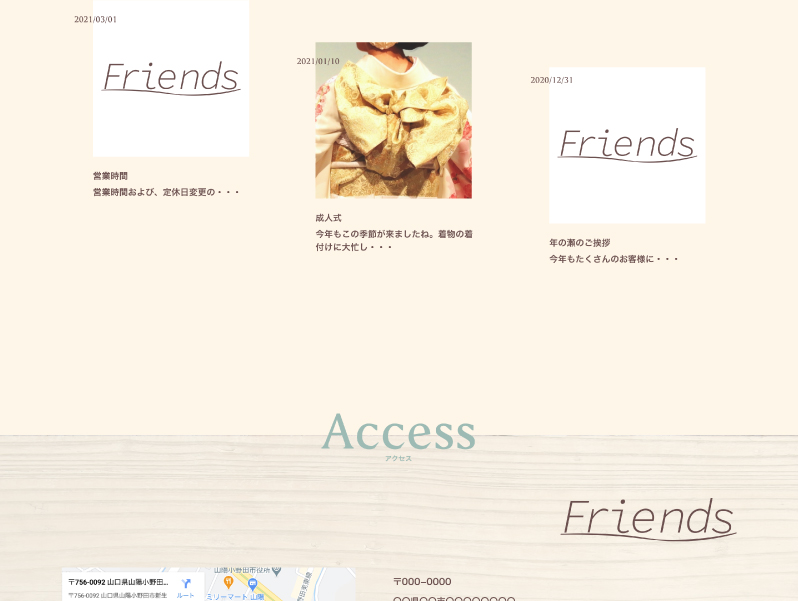 2021/03/01
Friends
営業時間
営業時間および、定休日変更の・・・
2021/01/10
成人式
今年もこの季節が来ましたね。着物の着
付けに大忙し・・・
2020/12/31
Friends
年の瀬のご挨拶
今年もたくさんのお客様に・・・
Access
アクセス
Friends
〒756-0092 山口県山陽小野田...
〒756-0092 山口県山陽小野田市新生
ルート
山陽小野田市役所
ミリーマート 山陽
〒000−0000
〇〇県〇〇市〇〇〇〇〇〇〇〇〇